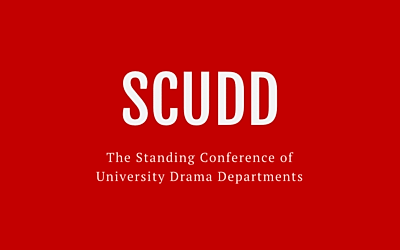 SCUDD
The Standing Conference of
University Drama Departments